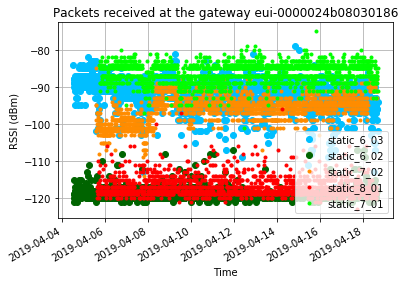 Packets received at the gateway eui-0000024b08030186
RSSI (dBm)
−80
−90
−100
−110
−120
static_6_03
static_6_02
static_7_02
static_8_01
static_7_01
2019-04-04
2019-04-06
2019-04-08
2019-04-10
2019-04-12
2019-04-14
2019-04-16
2019-04-18
Time